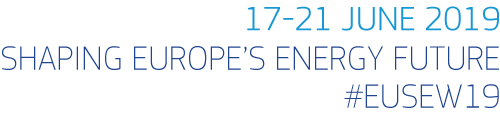 17-21 JUNE 2019
SHAPING EUROPE'S ENERGY FUTURE
#EUSEW19